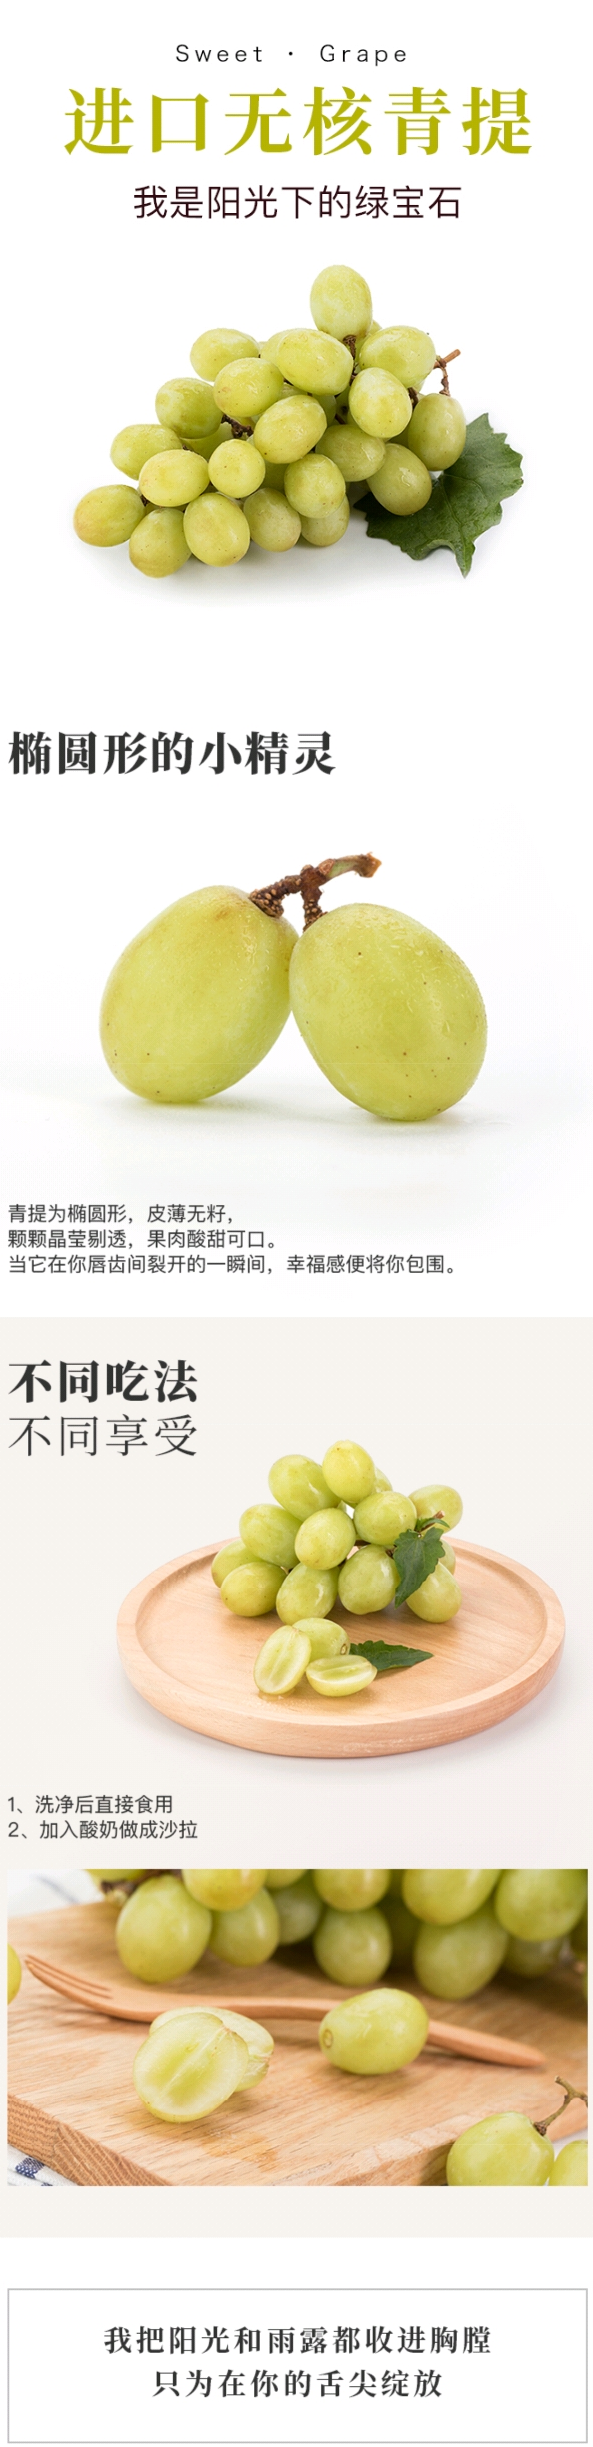 Sweet · Grape
进口无核青提
我是阳光下的绿宝石
椭圆形的小精灵
青提为椭圆形，皮薄无籽，
颗颗晶莹剔透，果肉酸甜可口。
当它在你唇齿间裂开的一瞬间，幸福感便将你包围。
不同吃法
不同享受
1、洗净后直接食用
2、加入酸奶做成沙拉
我把阳光和雨露都收进胸膛
只为在你的舌尖绽放